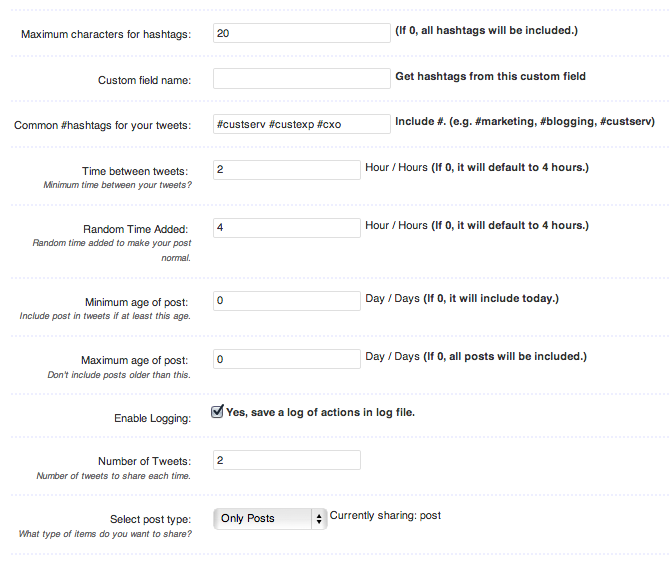 Maximum characters for hashtags: 20 (If 0, all hashtags will be included.)
Custom field name: Get hashtags from this custom field
Common #hashtags for your tweets: #custserv #custexp #cxo Include #. (e.g. #marketing, #blogging, #custserv)
Time between tweets: 2 Hour / Hours (If 0, it will default to 4 hours.)
Minimum time between your tweets?
Random Time Added: 4 Hour / Hours (If 0, it will default to 4 hours.)
Random time added to make your post
normal.
Minimum age of post: 0 Day / Days (If 0, it will include today.)
Include post in tweets if at least this age.
Maximum age of post: 0 Day / Days (If 0, all posts will be included.)
Don't include posts older than this.
Enable Logging: Yes, save a log of actions in log file.
Number of Tweets: 2
Number of tweets to share each time.
Select post type: Only Posts Currently sharing: post
What type of items do you want to share?